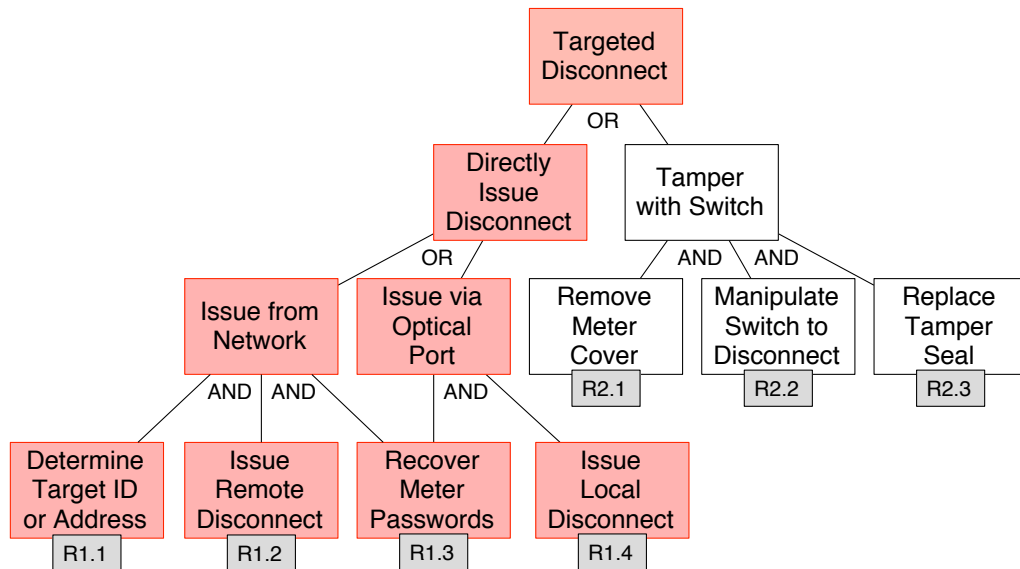 Targeted
Disconnect
OR
Directly
Issue
Disconnect
Tamper
with Switch
OR
AND
AND
Issue from
Network
Issue via
Optical
Port
Remove
Meter
Cover
R2.1
Manipulate
Switch to
Disconnect
R2.2
Replace
Tamper
Seal
R2.3
AND
AND
AND
Determine
Target ID
or Address
R1.1
Issue
Remote
Disconnect
R1.2
Recover
Meter
Passwords
R1.3
Issue
Local
Disconnect
R1.4